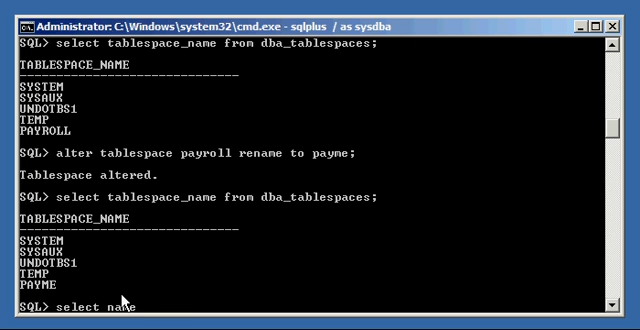 Administrator: C:\Windows\system32\cmd.exe - sqlplus / as sysdba
SQL> select tablespace_name from dba_tablespaces;
TABLESPACE_NAME
------------------------------
SYSTEM
SYSAUX
UNDOTBS1
TEMP
PAYROLL
SQL> alter tablespace payroll rename to payme;
Tablespace altered.
SQL> select tablespace_name from dba_tablespaces;
TABLESPACE_NAME
------------------------------
SYSTEM
SYSAUX
UNDOTBS1
TEMP
PAYME
SQL> select name